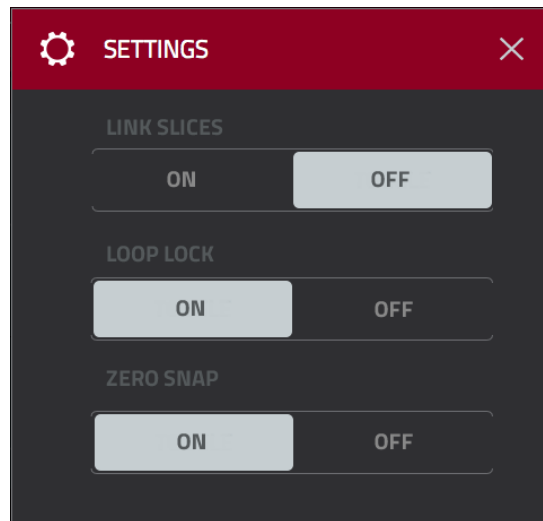 SETTINGS
LINK SLICES
ON OFF
LOOP LOCK
ON OFF
ZERO SNAP
ON OFF